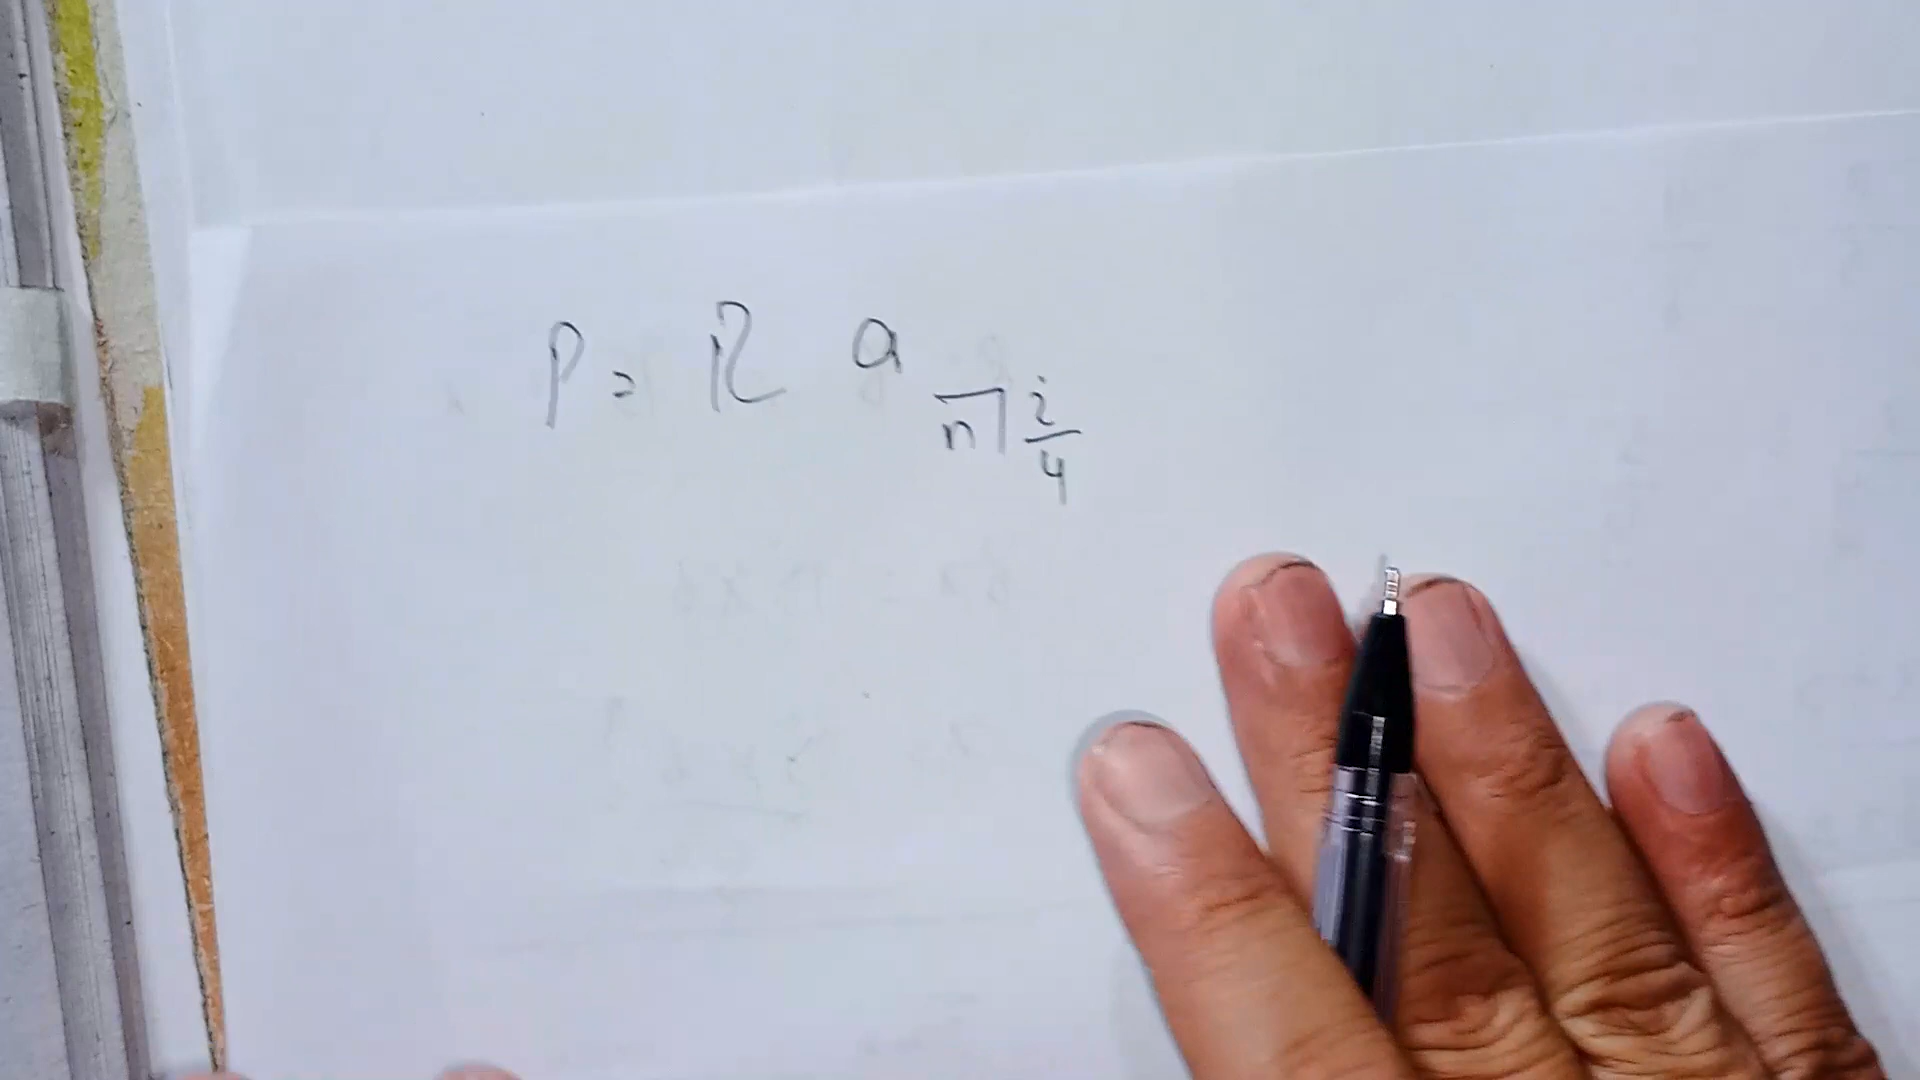 P = R a n⌉ i/4